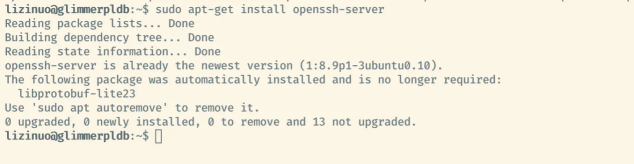 lizinuo@glimmerpldb:~$ sudo apt-get install openssh-server
Reading package lists... Done
Building dependency tree... Done
Reading state information... Done
openssh-server is already the newest version (1:8.9p1-3ubuntu0.10).
The following package was automatically installed and is no longer required:
  libprotobuf-lite23
Use 'sudo apt autoremove' to remove it.
0 upgraded, 0 newly installed, 0 to remove and 13 not upgraded.
lizinuo@glimmerpldb:~$